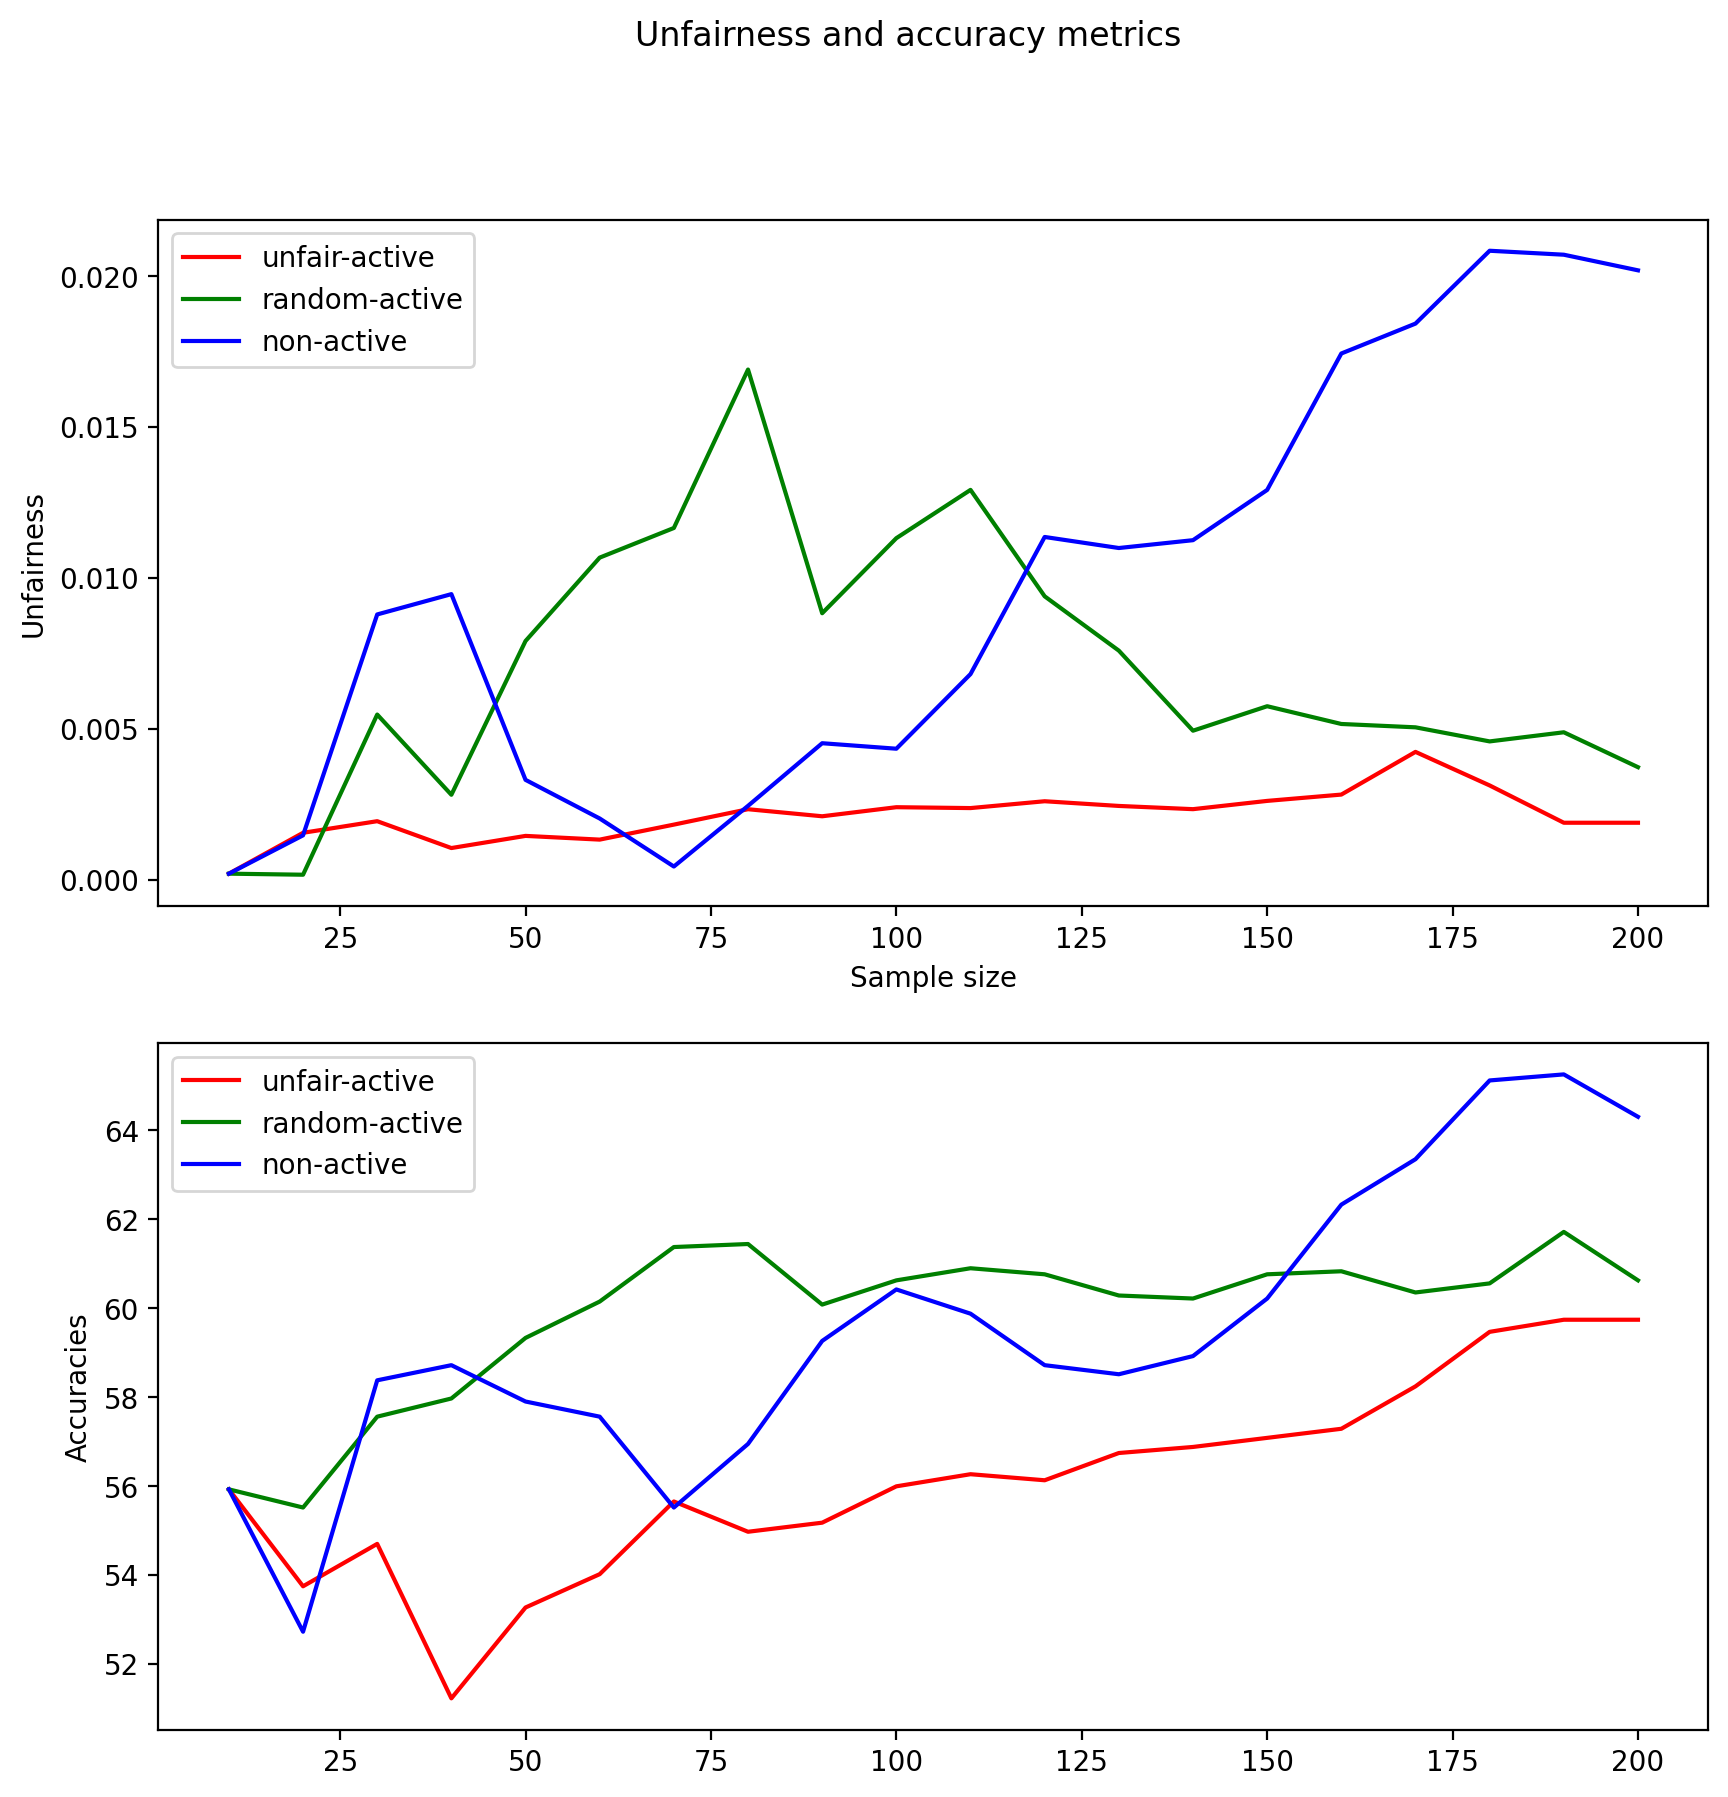 Unfairness and accuracy metrics
unfair-active
random-active
non-active
0.020
0.015
0.010
0.005
0.000
Unfairness
25 50 75 100 125 150 175 200
Sample size
unfair-active
random-active
non-active
64
62
60
58
56
54
52
Accuracies
25 50 75 100 125 150 175 200